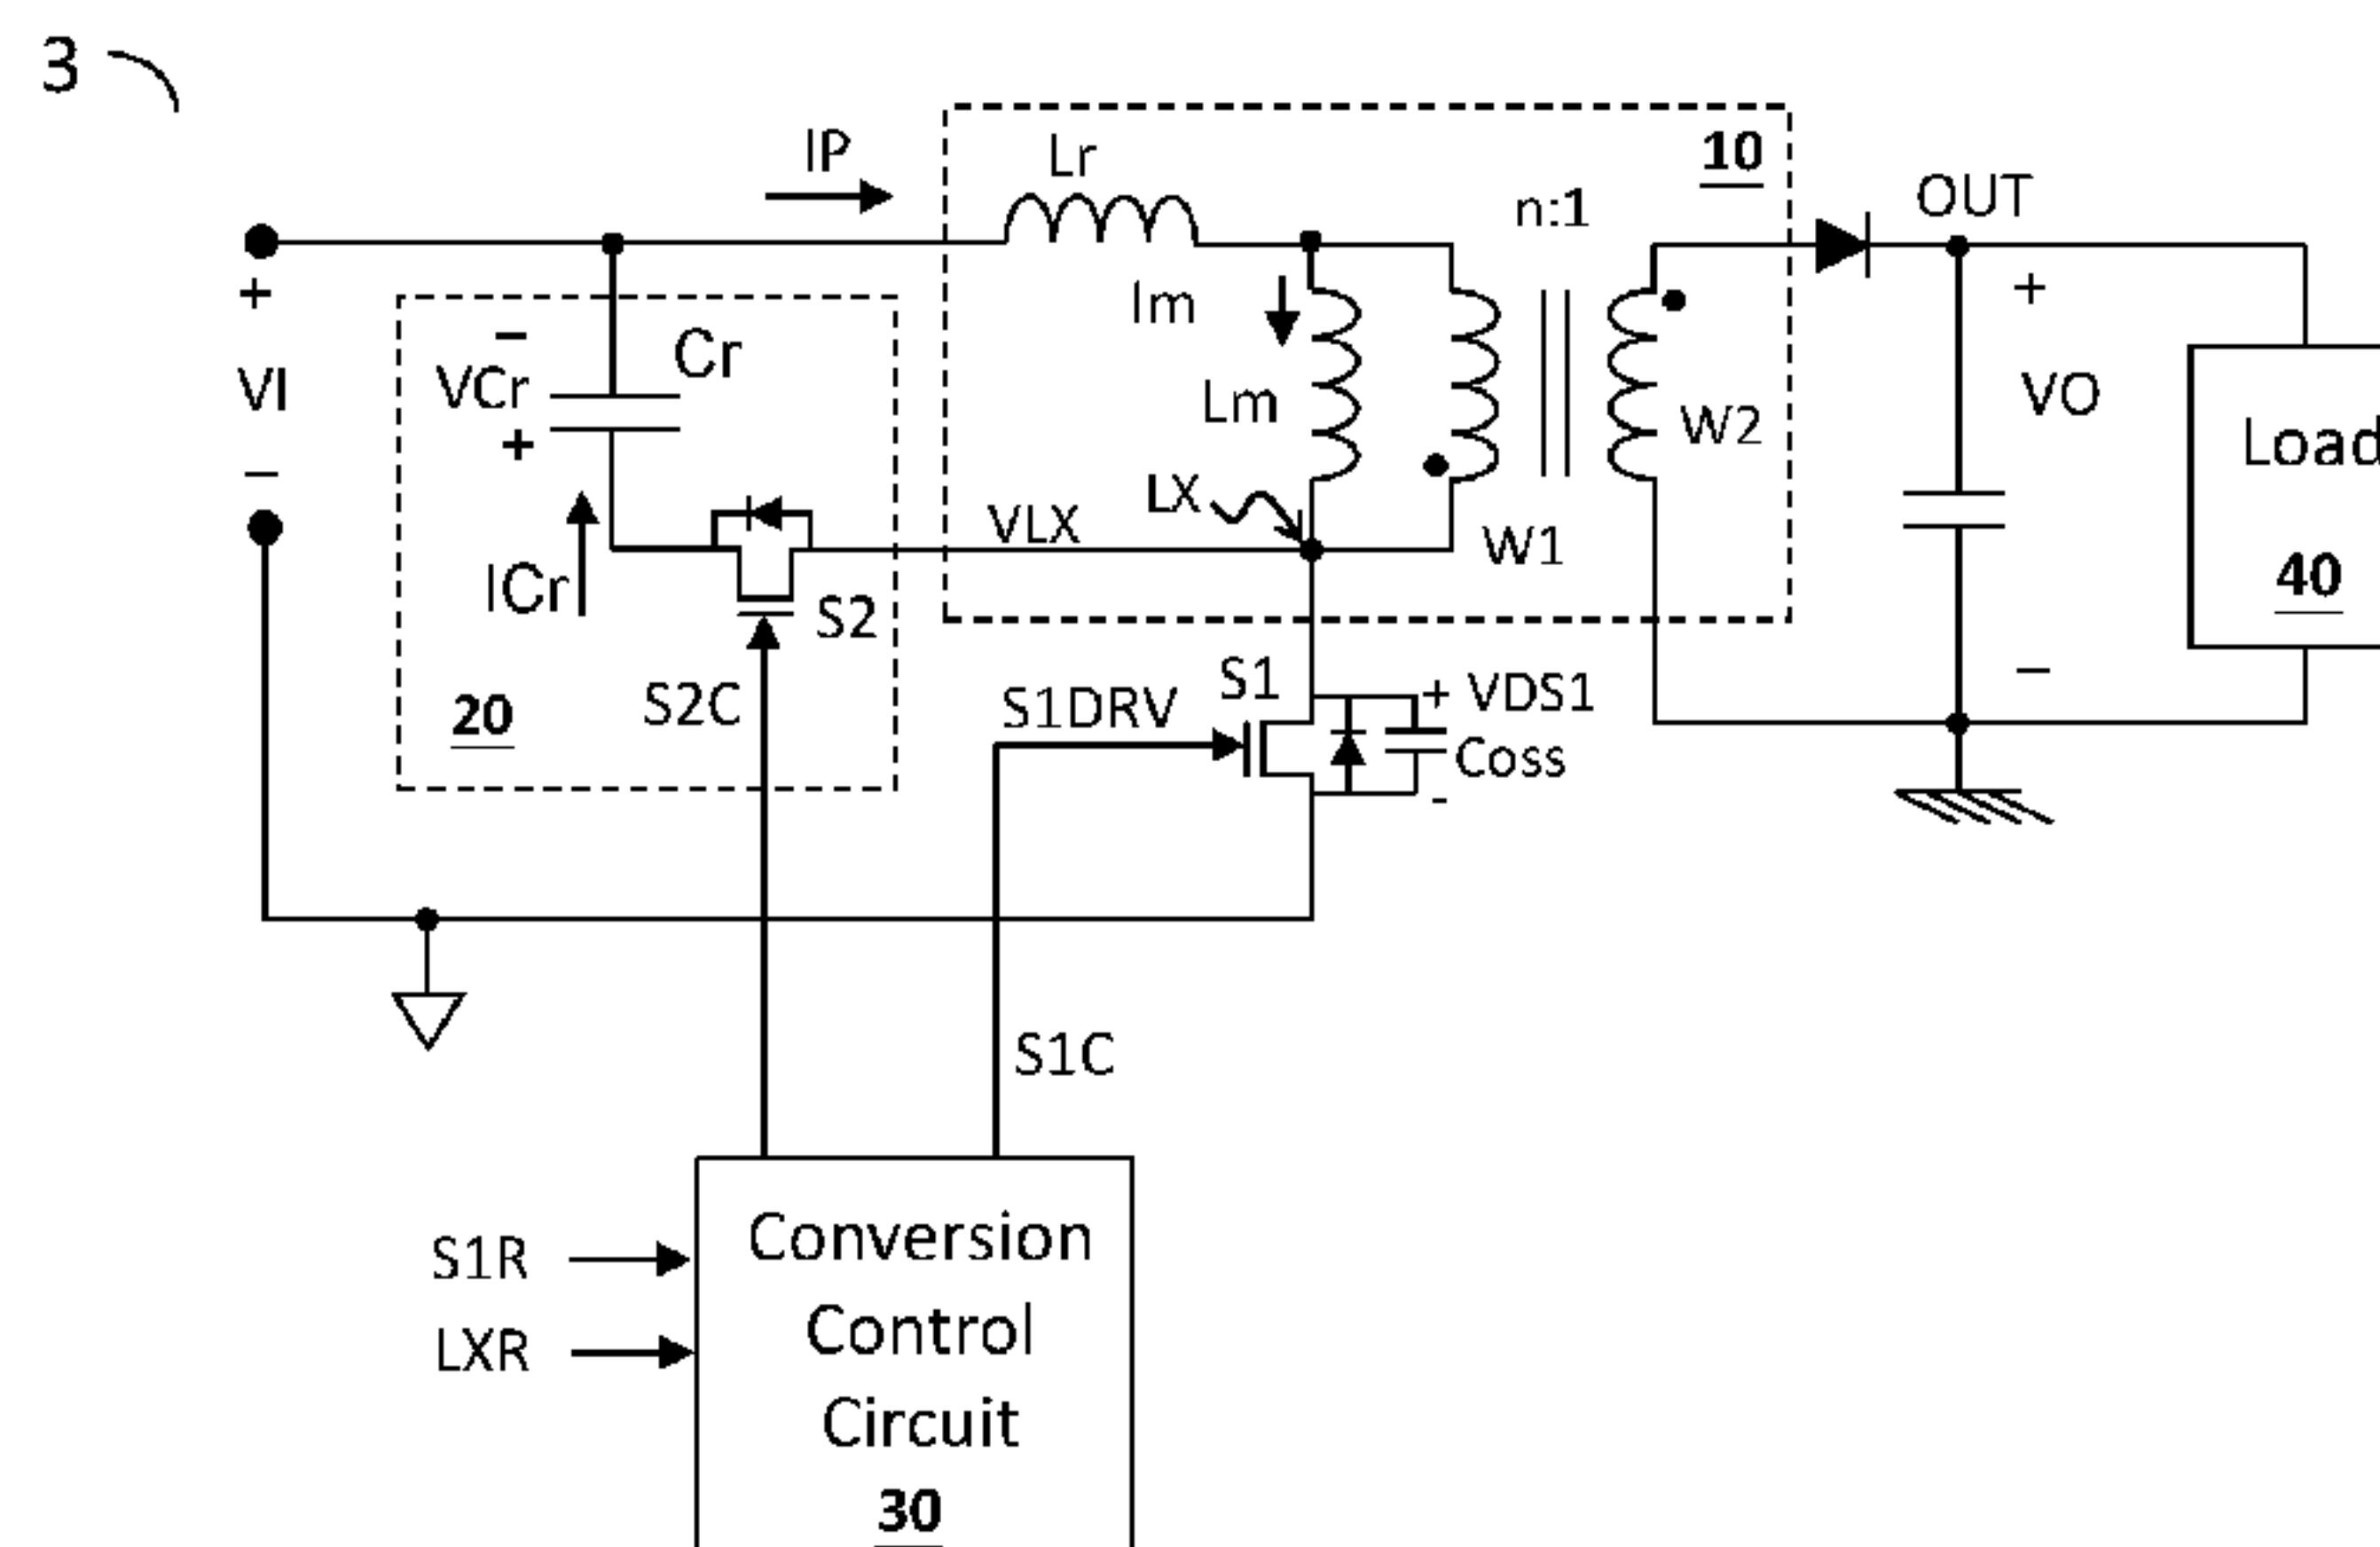 3
IP
Lr
10
n:1
OUT
+
VI
−
−
VCr
+
Cr
Im
Lm
W2
+
VO
−
Load
40
LX
VLX
W1
ICr
S2
S2C
20
S1
S1DRV
+ VDS1
Coss
-
S1C
S1R
LXR
Conversion
Control
Circuit
30